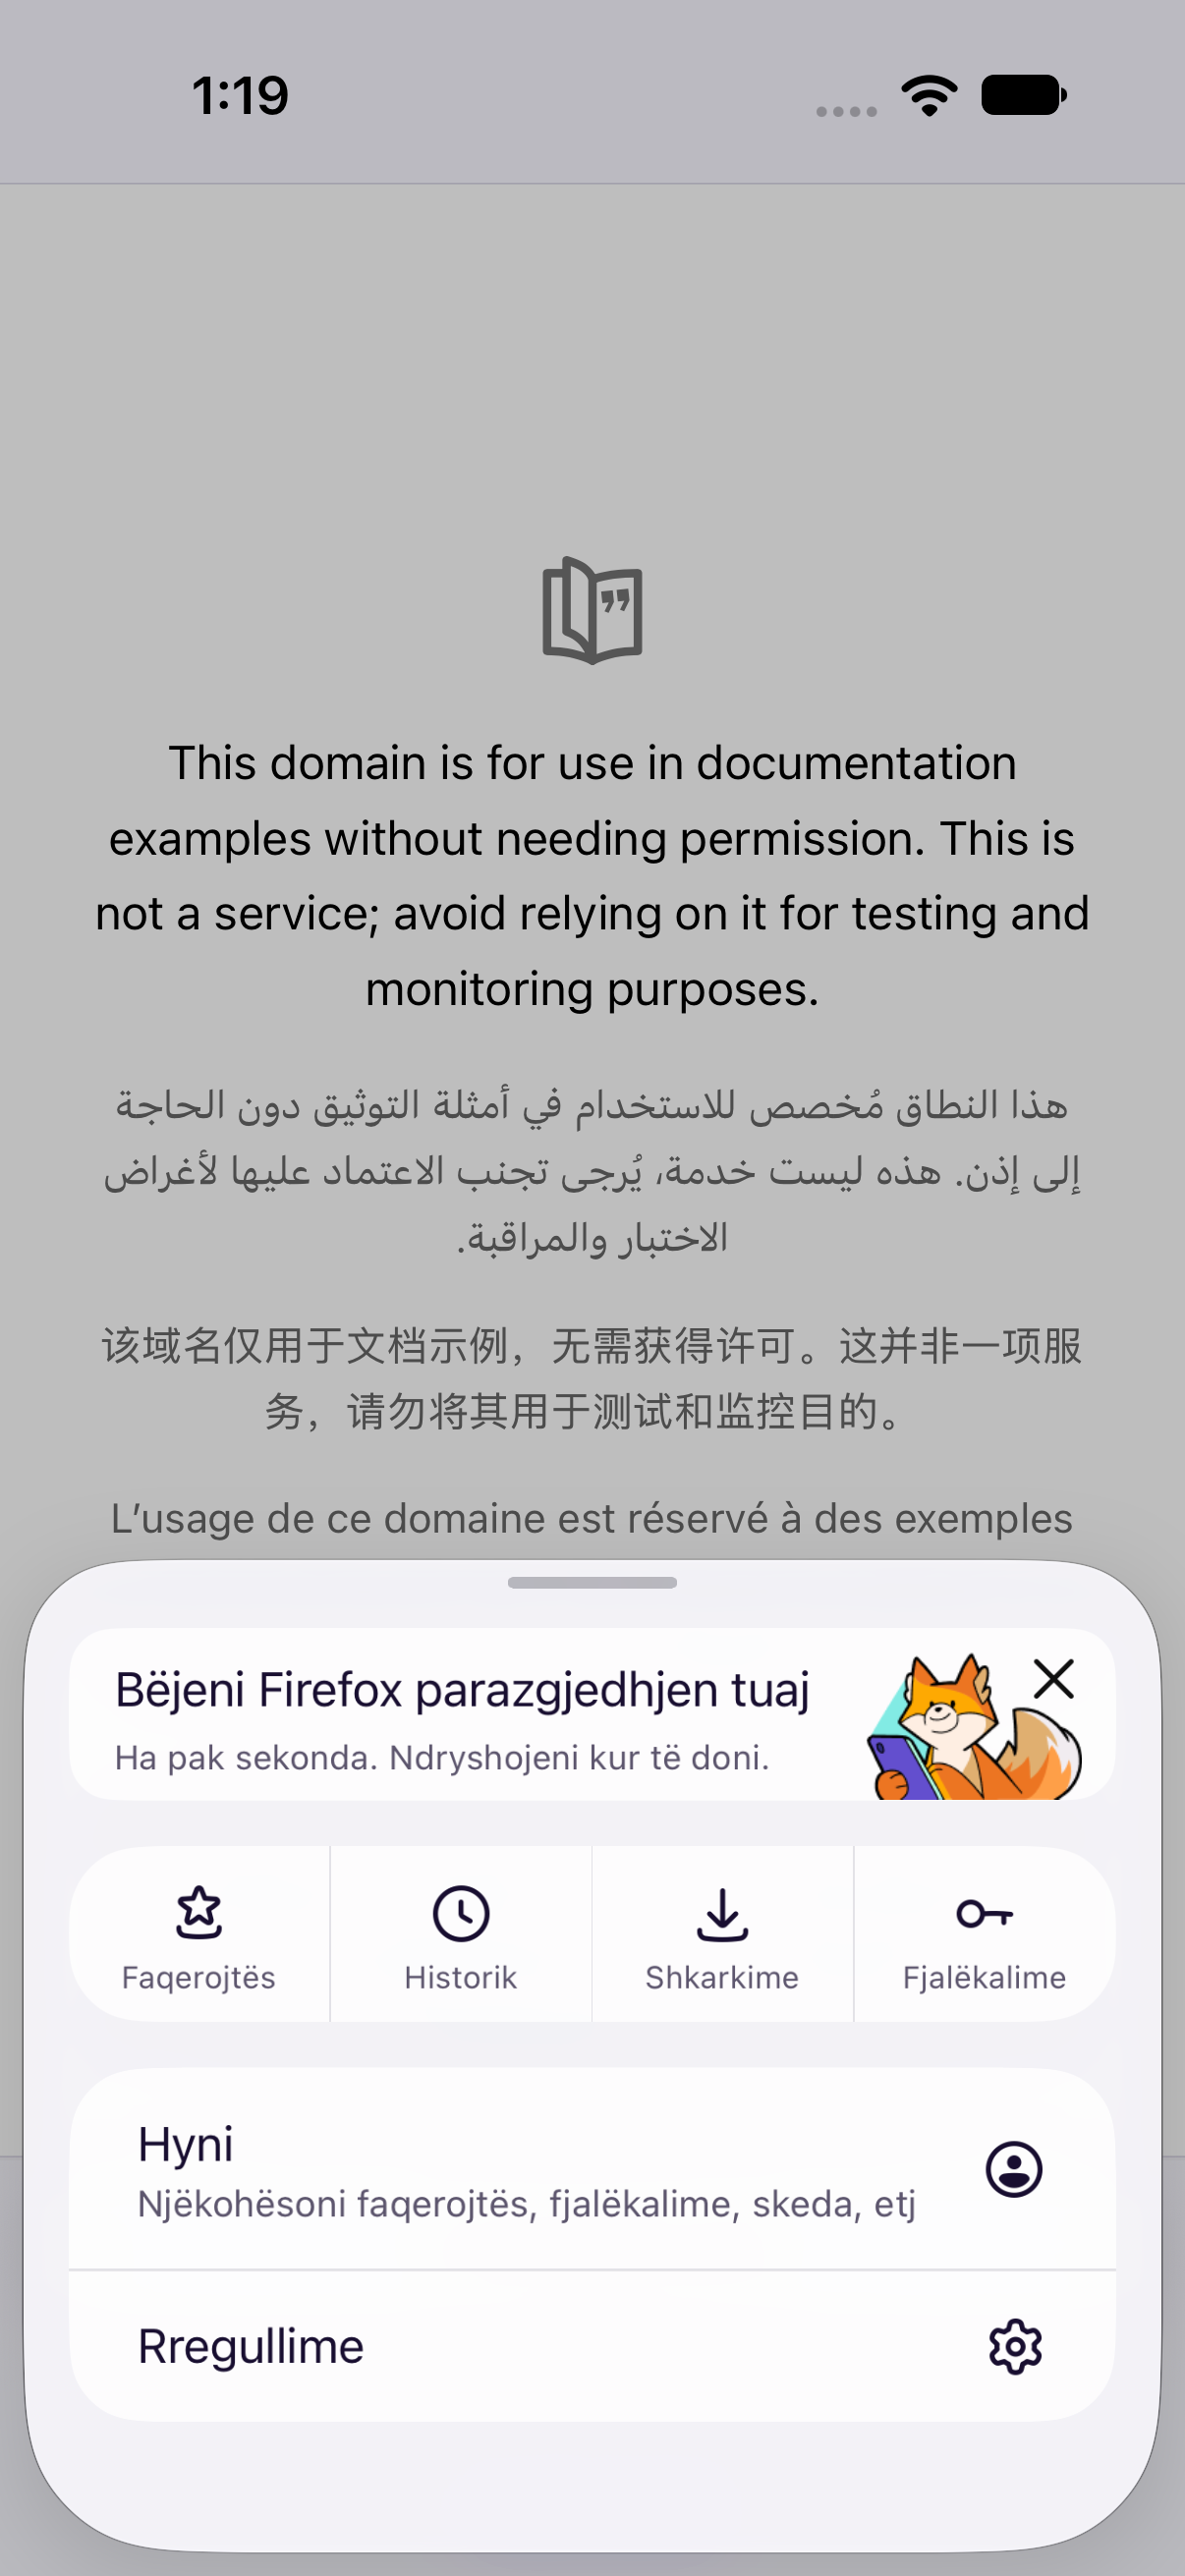 1:19
This domain is for use in documentation
examples without needing permission. This is
not a service; avoid relying on it for testing and
monitoring purposes.
هذا النطاق مُخصص للاستخدام في أمثلة التوثيق دون الحاجة
إلى إذن. هذه ليست خدمة، يُرجى تجنب الاعتماد عليها لأغراض
الاختبار والمراقبة.
该域名仅用于文档示例，无需获得许可。这并非一项服
务，请勿将其用于测试和监控目的。
L’usage de ce domaine est réservé à des exemples
Bëjeni Firefox parazgjedhjen tuaj
Ha pak sekonda. Ndryshojeni kur të doni.
Faqerojtës
Historik
Shkarkime
Fjalëkalime
Hyni
Njëkohësoni faqerojtës, fjalëkalime, skeda, etj
Rregullime